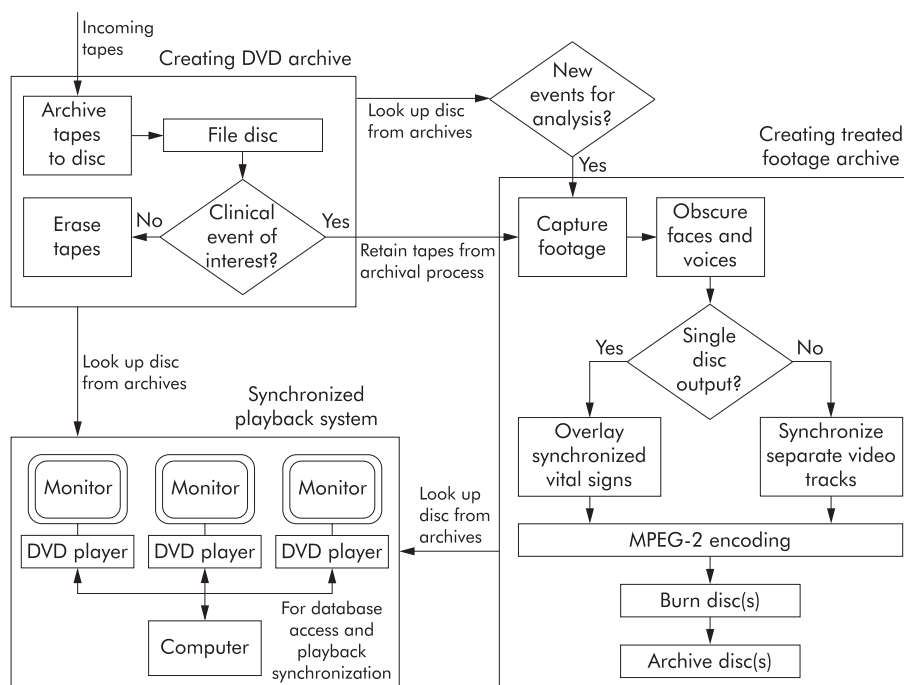 Incoming
tapes
Creating DVD archive
Archive
tapes
to disc
File disc
Erase
tapes
No
Clinical
event of
interest?
Yes
Look up disc
from archives
New
events for
analysis?
Yes
Retain tapes from
archival process
Creating treated
footage archive
Capture
footage
Obscure
faces and
voices
Single
disc
output?
Yes
No
Overlay
synchronized
vital signs
Synchronize
separate video
tracks
MPEG-2 encoding
Burn disc(s)
Archive disc(s)
Look up disc
from archives
Synchronized
playback system
Monitor
Monitor
Monitor
DVD player
DVD player
DVD player
Computer
For database
access and
playback
synchronization
Look up
disc from
archives